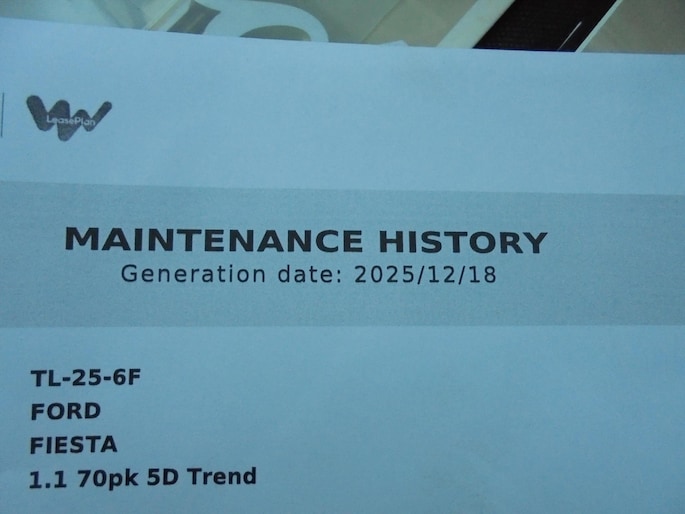 LeasePlan
MAINTENANCE HISTORY
Generation date: 2025/12/18
TL-25-6F
FORD
FIESTA
1.1 70pk 5D Trend